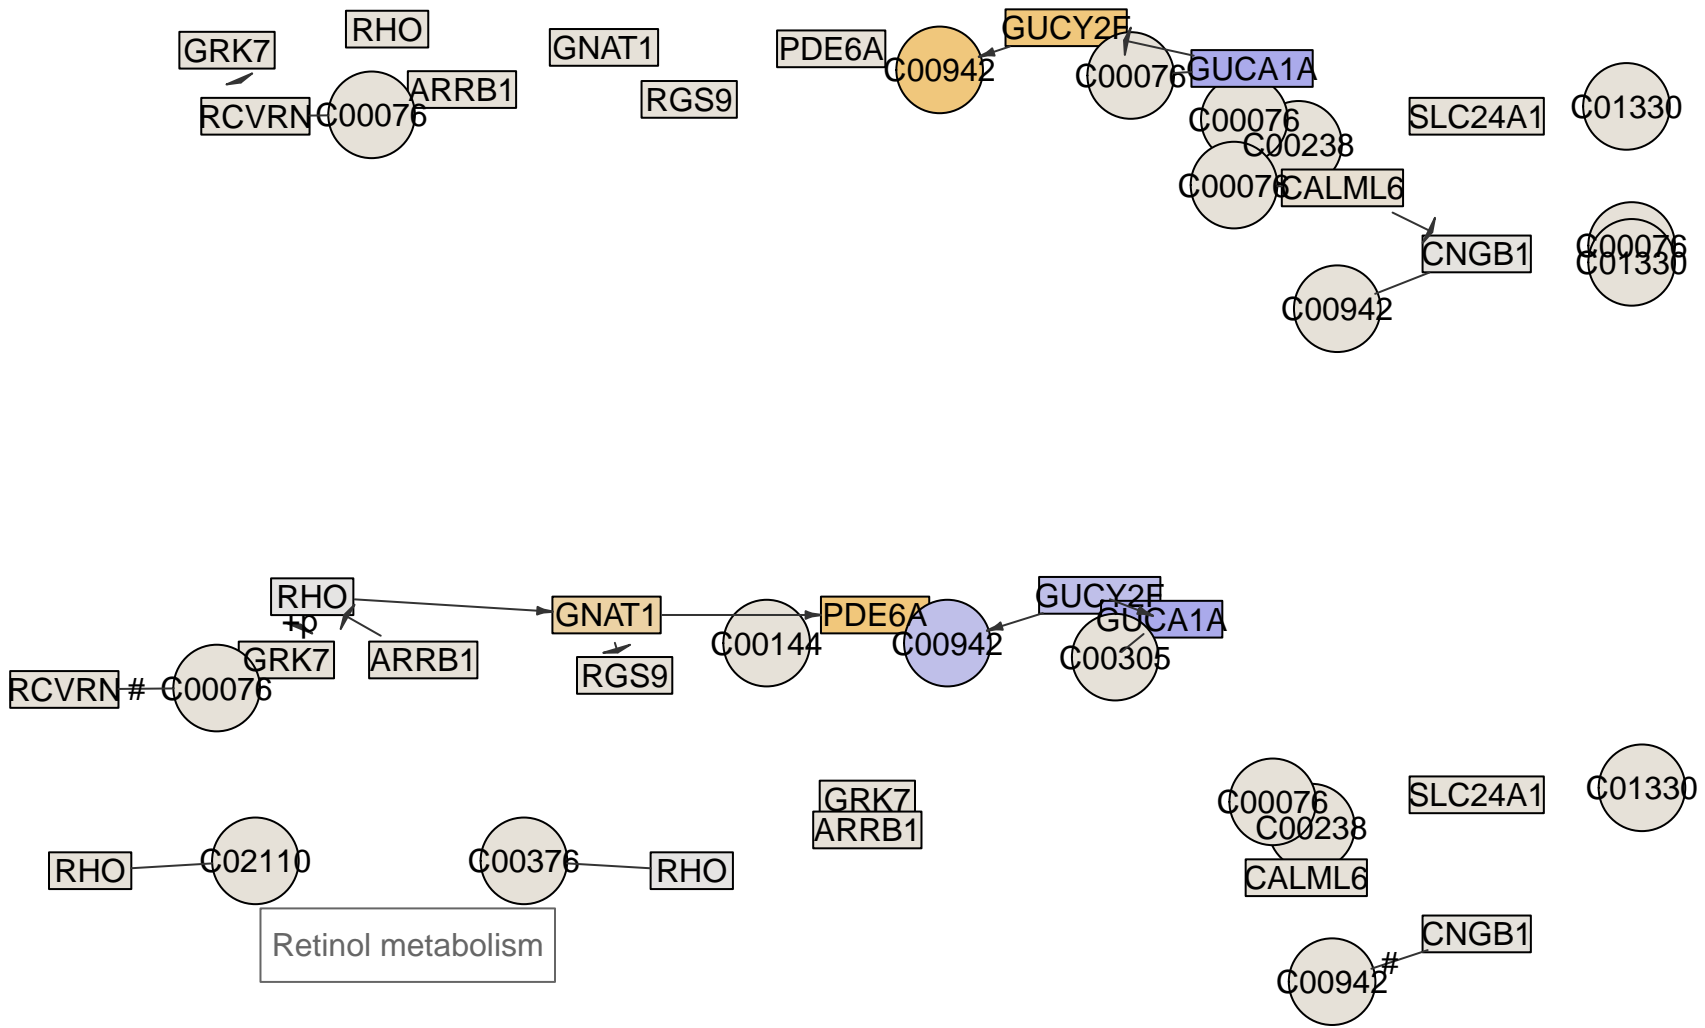 GRK7
RHO
GNAT1
PDE6A
C00942
GUCY2F
C00076
GUCA1A
RCVRN
C00076
ARRB1
RGS9
C00076
C00238
SLC24A1
C01330
C00076
CALML6
CNGB1
C00076
C01330
C00942
RHO
+p
GRK7
ARRB1
RCVRN
#
C00076
GNAT1
RGS9
C00144
PDE6A
C00942
GUCY2F
GUCA1A
C00305
GRK7
ARRB1
C00076
C00238
CALML6
SLC24A1
C01330
RHO
C02110
C00376
RHO
Retinol metabolism
CNGB1
#
C00942